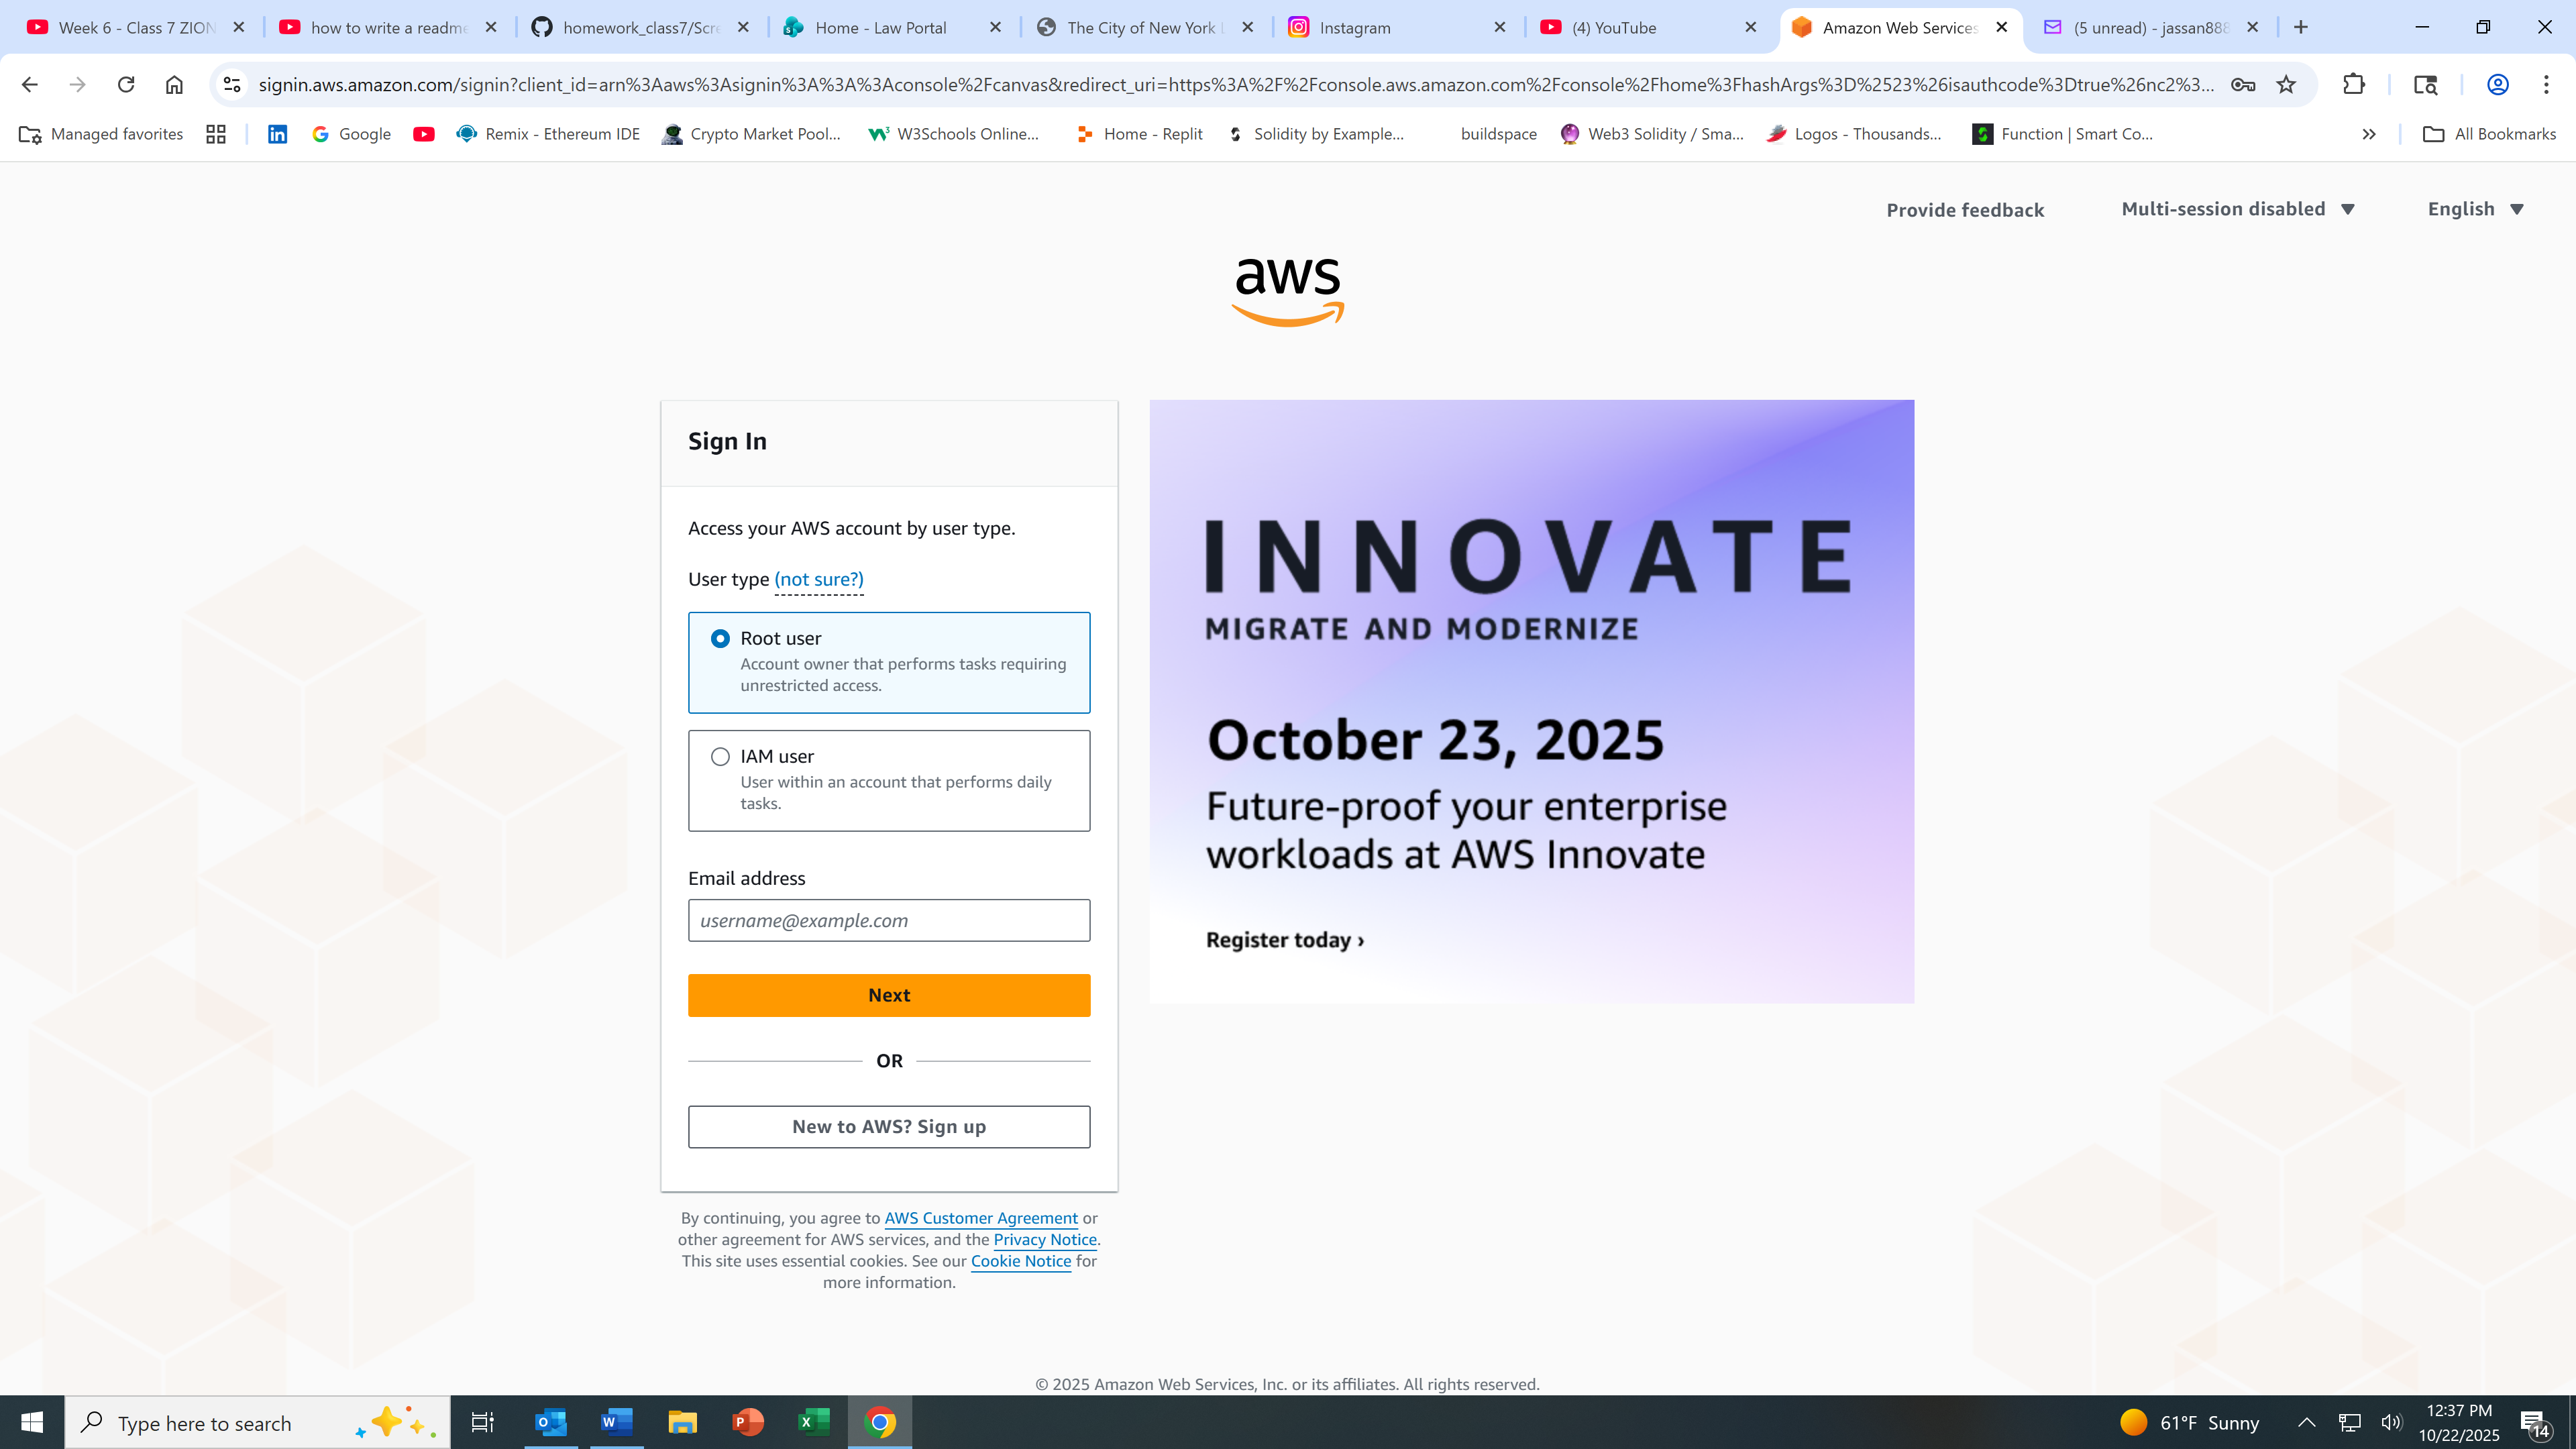 Week 6 - Class 7 ZION
how to write a readme
homework_class7/Scre
Home - Law Portal
The City of New York L
Instagram
(4) YouTube
Amazon Web Services
(5 unread) - jassan888
signin.aws.amazon.com/signin?client_id=arn%3Aaws%3Asignin%3A%3A%3Aconsole%2Fcanvas&redirect_uri=https%3A%2F%2Fconsole.aws.amazon.com%2Fconsole%2Fhome%3FhashArgs%3D%2523%26isauthcode%3Dtrue%26nc2%3...
Managed favorites
Google
Remix - Ethereum IDE
Crypto Market Pool...
W3Schools Online...
Home - Replit
Solidity by Example...
buildspace
Web3 Solidity / Sma...
Logos - Thousands...
Function | Smart Co...
All Bookmarks
Provide feedback
Multi-session disabled
English
aws
Sign In
Access your AWS account by user type.
User type (not sure?)
Root user
Account owner that performs tasks requiring
unrestricted access.
IAM user
User within an account that performs daily
tasks.
Email address
username@example.com
Next
OR
New to AWS? Sign up
By continuing, you agree to AWS Customer Agreement or
other agreement for AWS services, and the Privacy Notice.
This site uses essential cookies. See our Cookie Notice for
more information.
INNOVATE
MIGRATE AND MODERNIZE
October 23, 2025
Future-proof your enterprise
workloads at AWS Innovate
Register today ›
© 2025 Amazon Web Services, Inc. or its affiliates. All rights reserved.
Type here to search
61°F Sunny
12:37 PM
10/22/2025
14